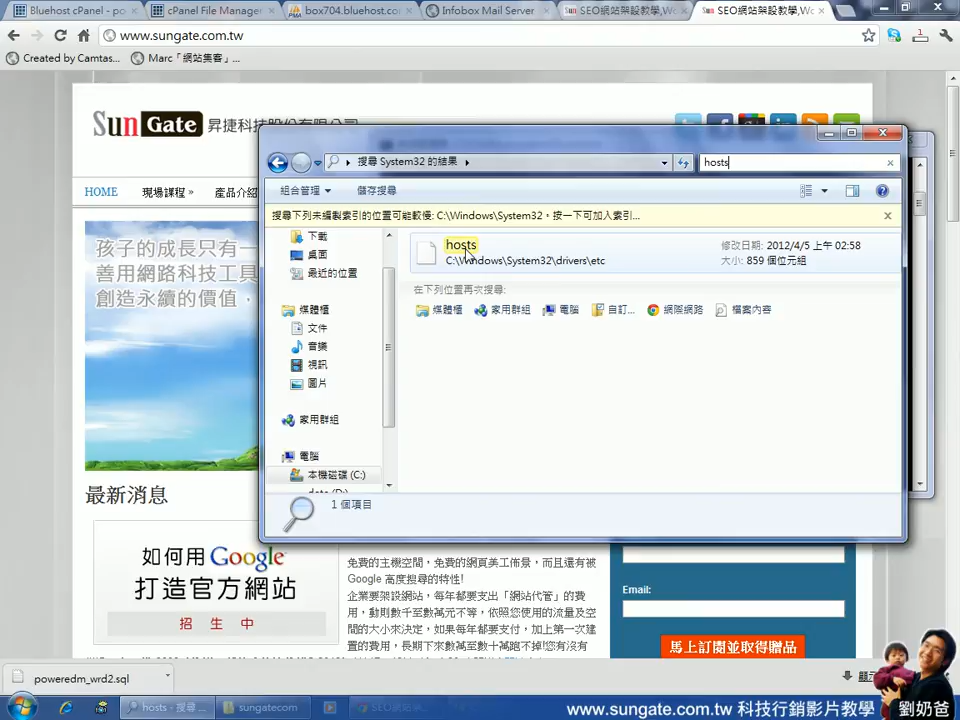 Bluehost cPanel - po...
cPanel File Manage
box704.bluehost.co
Infobox Mail Server
SEO網站架設教學,W
SEO網站架設教學,Wo
www.sungate.com.tw
1
Created by Camtas...
Marc「網站集客」...
Sun Gate 昇捷科技股份有限公司
搜尋 System32 的結果
hosts
組合管理
儲存搜尋
搜尋下列未編製索引的位置可能較慢: C:\Windows\System32。按一下可加入索引...
HOME
現場課程 »
產品介紹
下載
桌面
最近的位置
媒體櫃
文件
音樂
視訊
圖片
家用群組
電腦
本機磁碟 (C:)
hosts
C:\Windows\System32\drivers\etc
修改日期: 2012/4/5 上午 02:58
大小: 859 個位元組
在下列位置再次搜尋:
媒體櫃
家用群組
電腦
自訂...
網際網路
檔案內容
孩子的成長只有一
善用網路科技工具
創造永續的價值，
1 個項目
最新消息
如何用 Google
打造官方網站
招 生 中
免費的主機空間，免費的網頁美工佈景，而且還有被
Google 高度搜尋的特性!
企業要架設網站，每年都要支出「網站代管」的費
用，動則數千至數萬元不等，依照您使用的流量及空
間的大小來決定，如果每年都要支付，加上第一次建
置的費用，長期下來數萬至數十萬跑不掉!您有沒有
Email:
馬上訂閱並取得贈品
poweredm_wrd2.sql
hosts - 搜尋 ...
sungatecom
SEO網站架設教學...
www.sungate.com.tw 科技行銷影片教學
劉奶爸